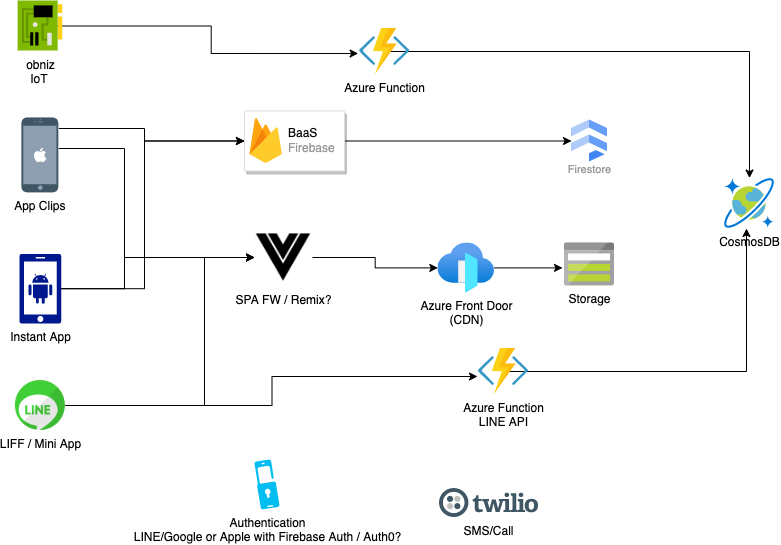 obniz
IoT
Azure Function
App Clips
BaaS
Firebase
Firestore
CosmosDB
Instant App
SPA FW / Remix?
Azure Front Door
(CDN)
Storage
LINE
LIFF / Mini App
Azure Function
LINE API
Authentication
LINE/Google or Apple with Firebase Auth / Auth0?
twilio
SMS/Call